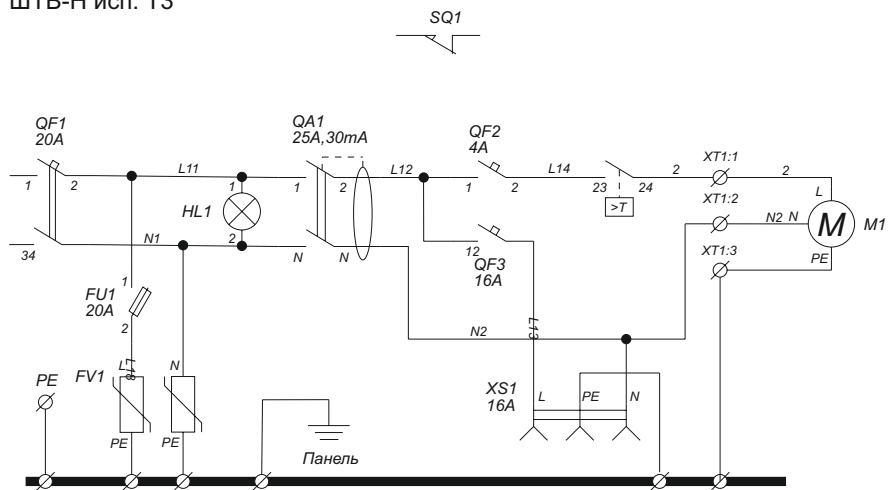 ШТВ-Н исп. 13
SQ1
QF1
20A
QA1
25A,30mA
QF2
4A
1
2
L11
1
HL1
2
1
2
L12
1
2
L14
23
24
>T
2
XT1:1
2
L
XT1:2
N2
N
M
M1
XT1:3
PE
34
N1
N
N
12
QF3
16A
1
FU1
20A
2
N2
L13
L
L18
N
FV1
PE
PE
PE
XS1
16A
L
PE
N
Панель